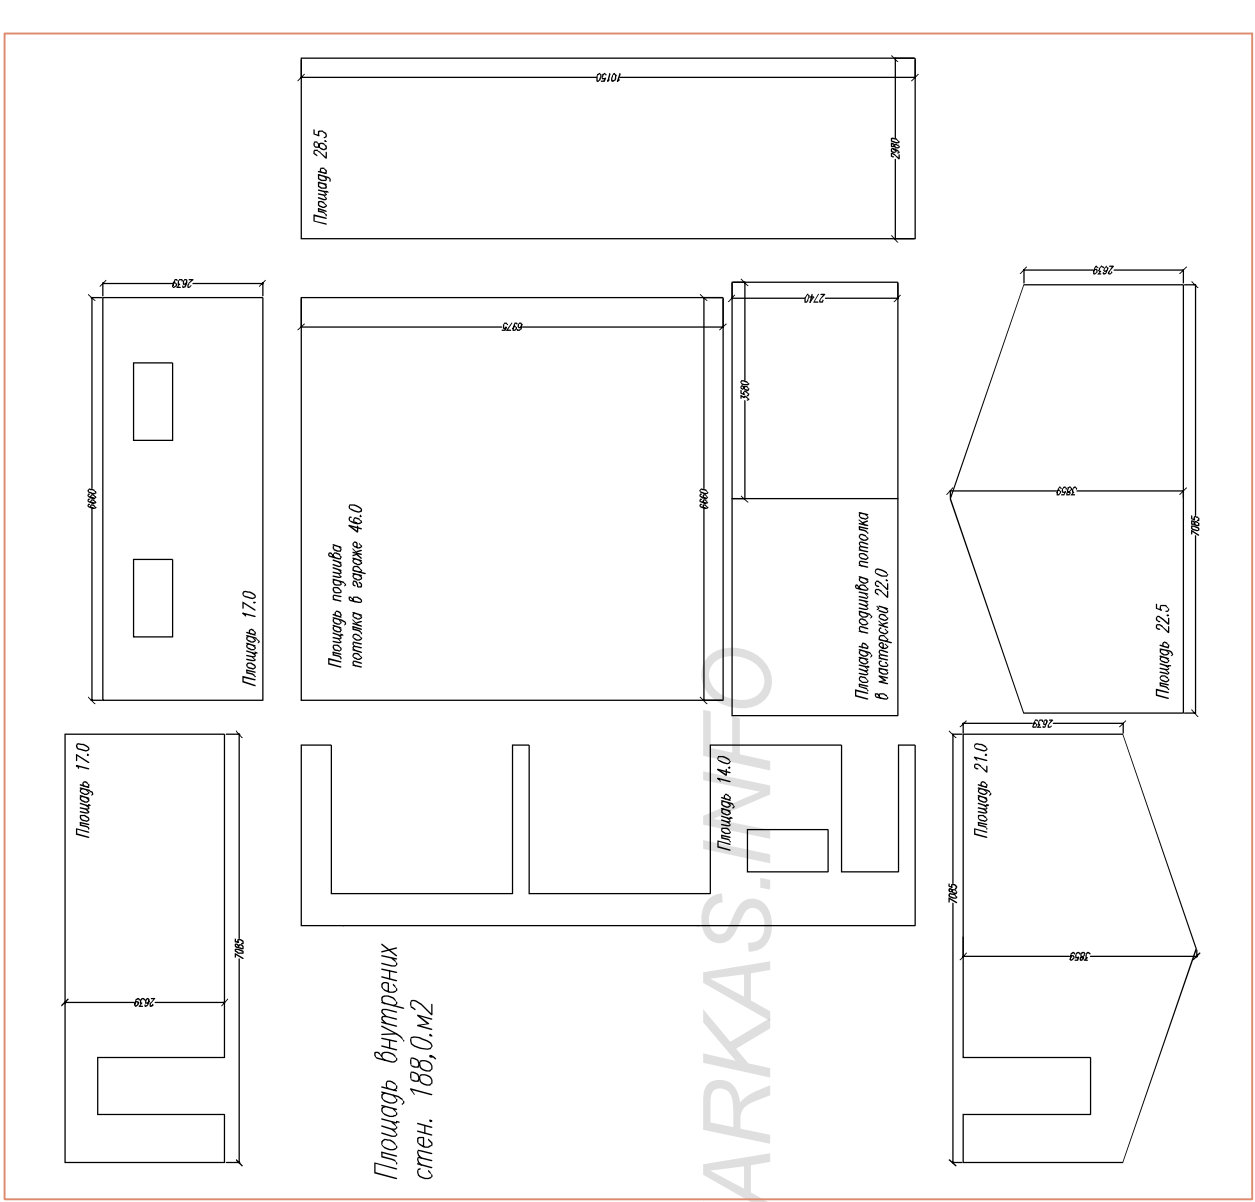 10150
2980
Площадь 28.5
2639
6660
Площадь 17.0
6975
6660
Площадь подшива
потолка в гараже 46.0
2740
3580
Площадь подшива потолка
в мастерской 22.0
2639
3859
7085
Площадь 22.5
Площадь 17.0
7085
2639
Площадь 14.0
2639
Площадь 21.0
7085
3859
Площадь внутрених
стен. 188,0.м2
ARKAS.INFO